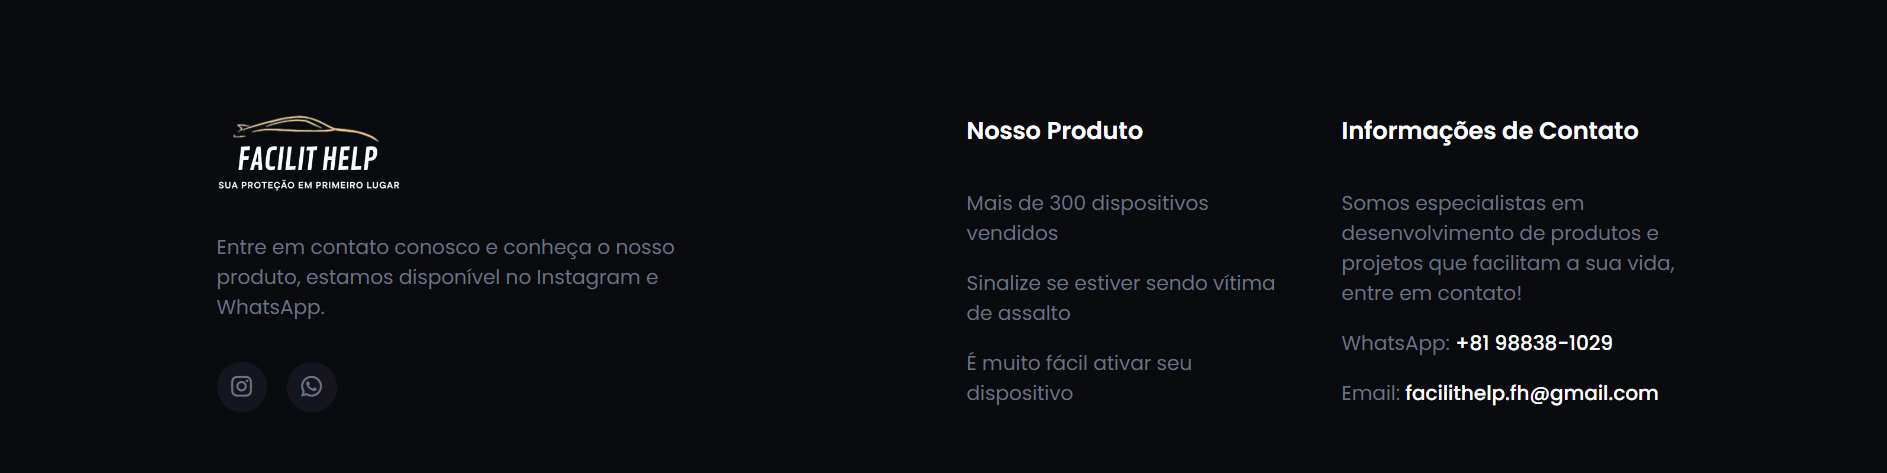 FACILIT HELP
SUA PROTEÇÃO EM PRIMEIRO LUGAR
Entre em contato conosco e conheça o nosso
produto, estamos disponível no Instagram e
WhatsApp.
Nosso Produto
Mais de 300 dispositivos
vendidos
Sinalize se estiver sendo vítima
de assalto
É muito fácil ativar seu
dispositivo
Informações de Contato
Somos especialistas em
desenvolvimento de produtos e
projetos que facilitam a sua vida,
entre em contato!
WhatsApp: +81 98838-1029
Email: facilithelp.fh@gmail.com